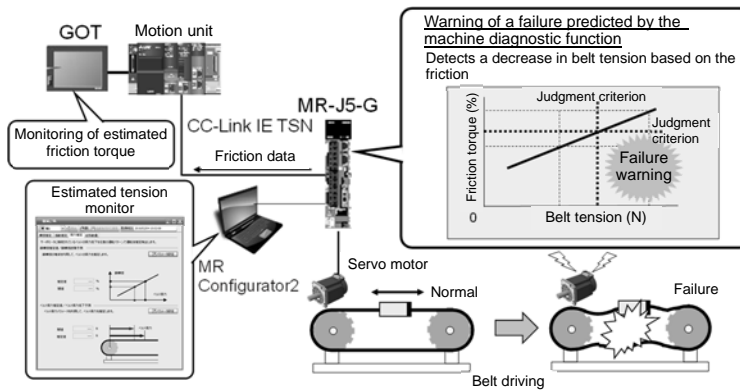 GOT
Motion unit
Monitoring of estimated
friction torque
CC-Link IE TSN
Friction data
MR-J5-G
Warning of a failure predicted by the
machine diagnostic function
Detects a decrease in belt tension based on the
friction
Friction torque (%)
Judgment criterion
Judgment
criterion
Failure
warning
0
Belt tension (N)
Estimated tension
monitor
MR
Configurator2
Servo motor
Normal
Failure
Belt driving